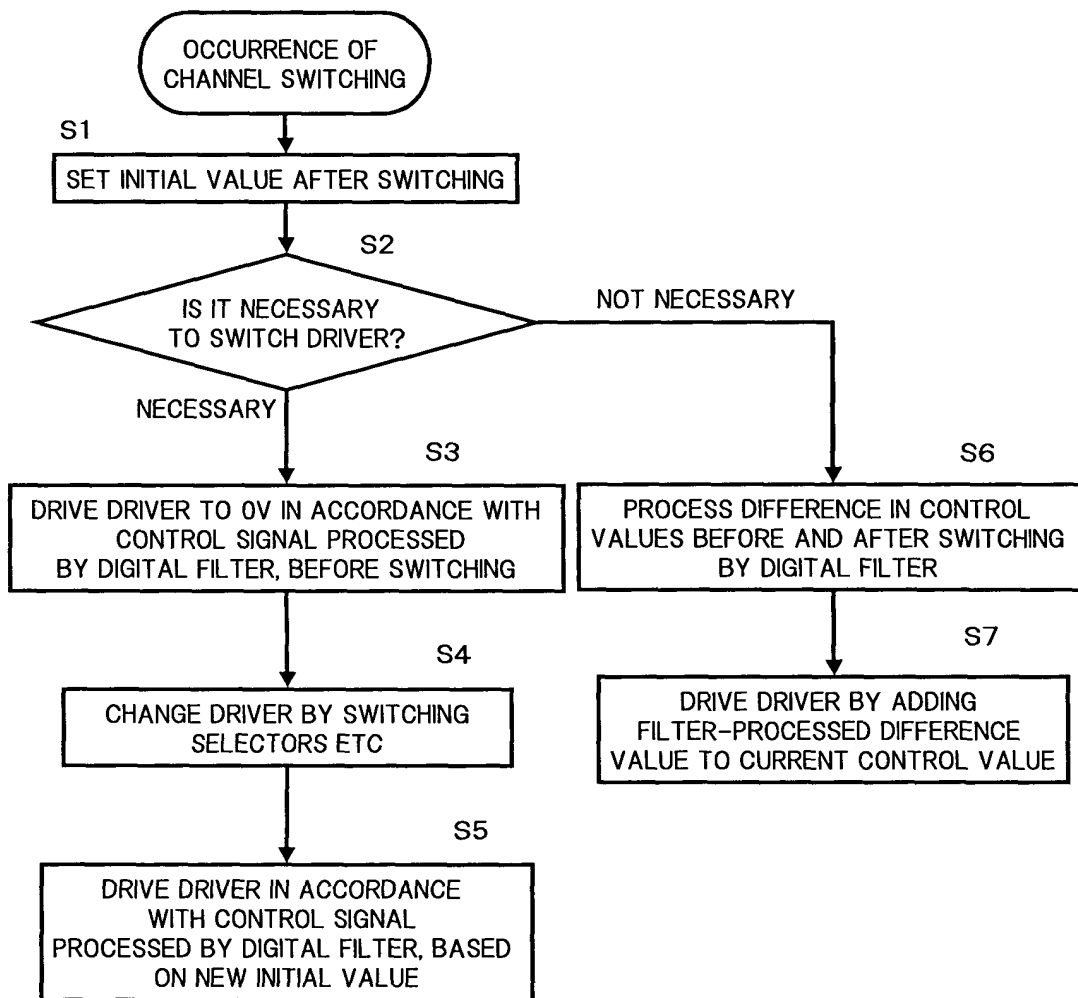 OCCURRENCE OF
CHANNEL SWITCHING
S1
SET INITIAL VALUE AFTER SWITCHING
S2
IS IT NECESSARY
TO SWITCH DRIVER?
NOT NECESSARY
NECESSARY
S3
DRIVE DRIVER TO 0V IN ACCORDANCE WITH
CONTROL SIGNAL PROCESSED
BY DIGITAL FILTER, BEFORE SWITCHING
S4
CHANGE DRIVER BY SWITCHING
SELECTORS ETC
S5
DRIVE DRIVER IN ACCORDANCE
WITH CONTROL SIGNAL
PROCESSED BY DIGITAL FILTER, BASED
ON NEW INITIAL VALUE
S6
PROCESS DIFFERENCE IN CONTROL
VALUES BEFORE AND AFTER SWITCHING
BY DIGITAL FILTER
S7
DRIVE DRIVER BY ADDING
FILTER-PROCESSED DIFFERENCE
VALUE TO CURRENT CONTROL VALUE